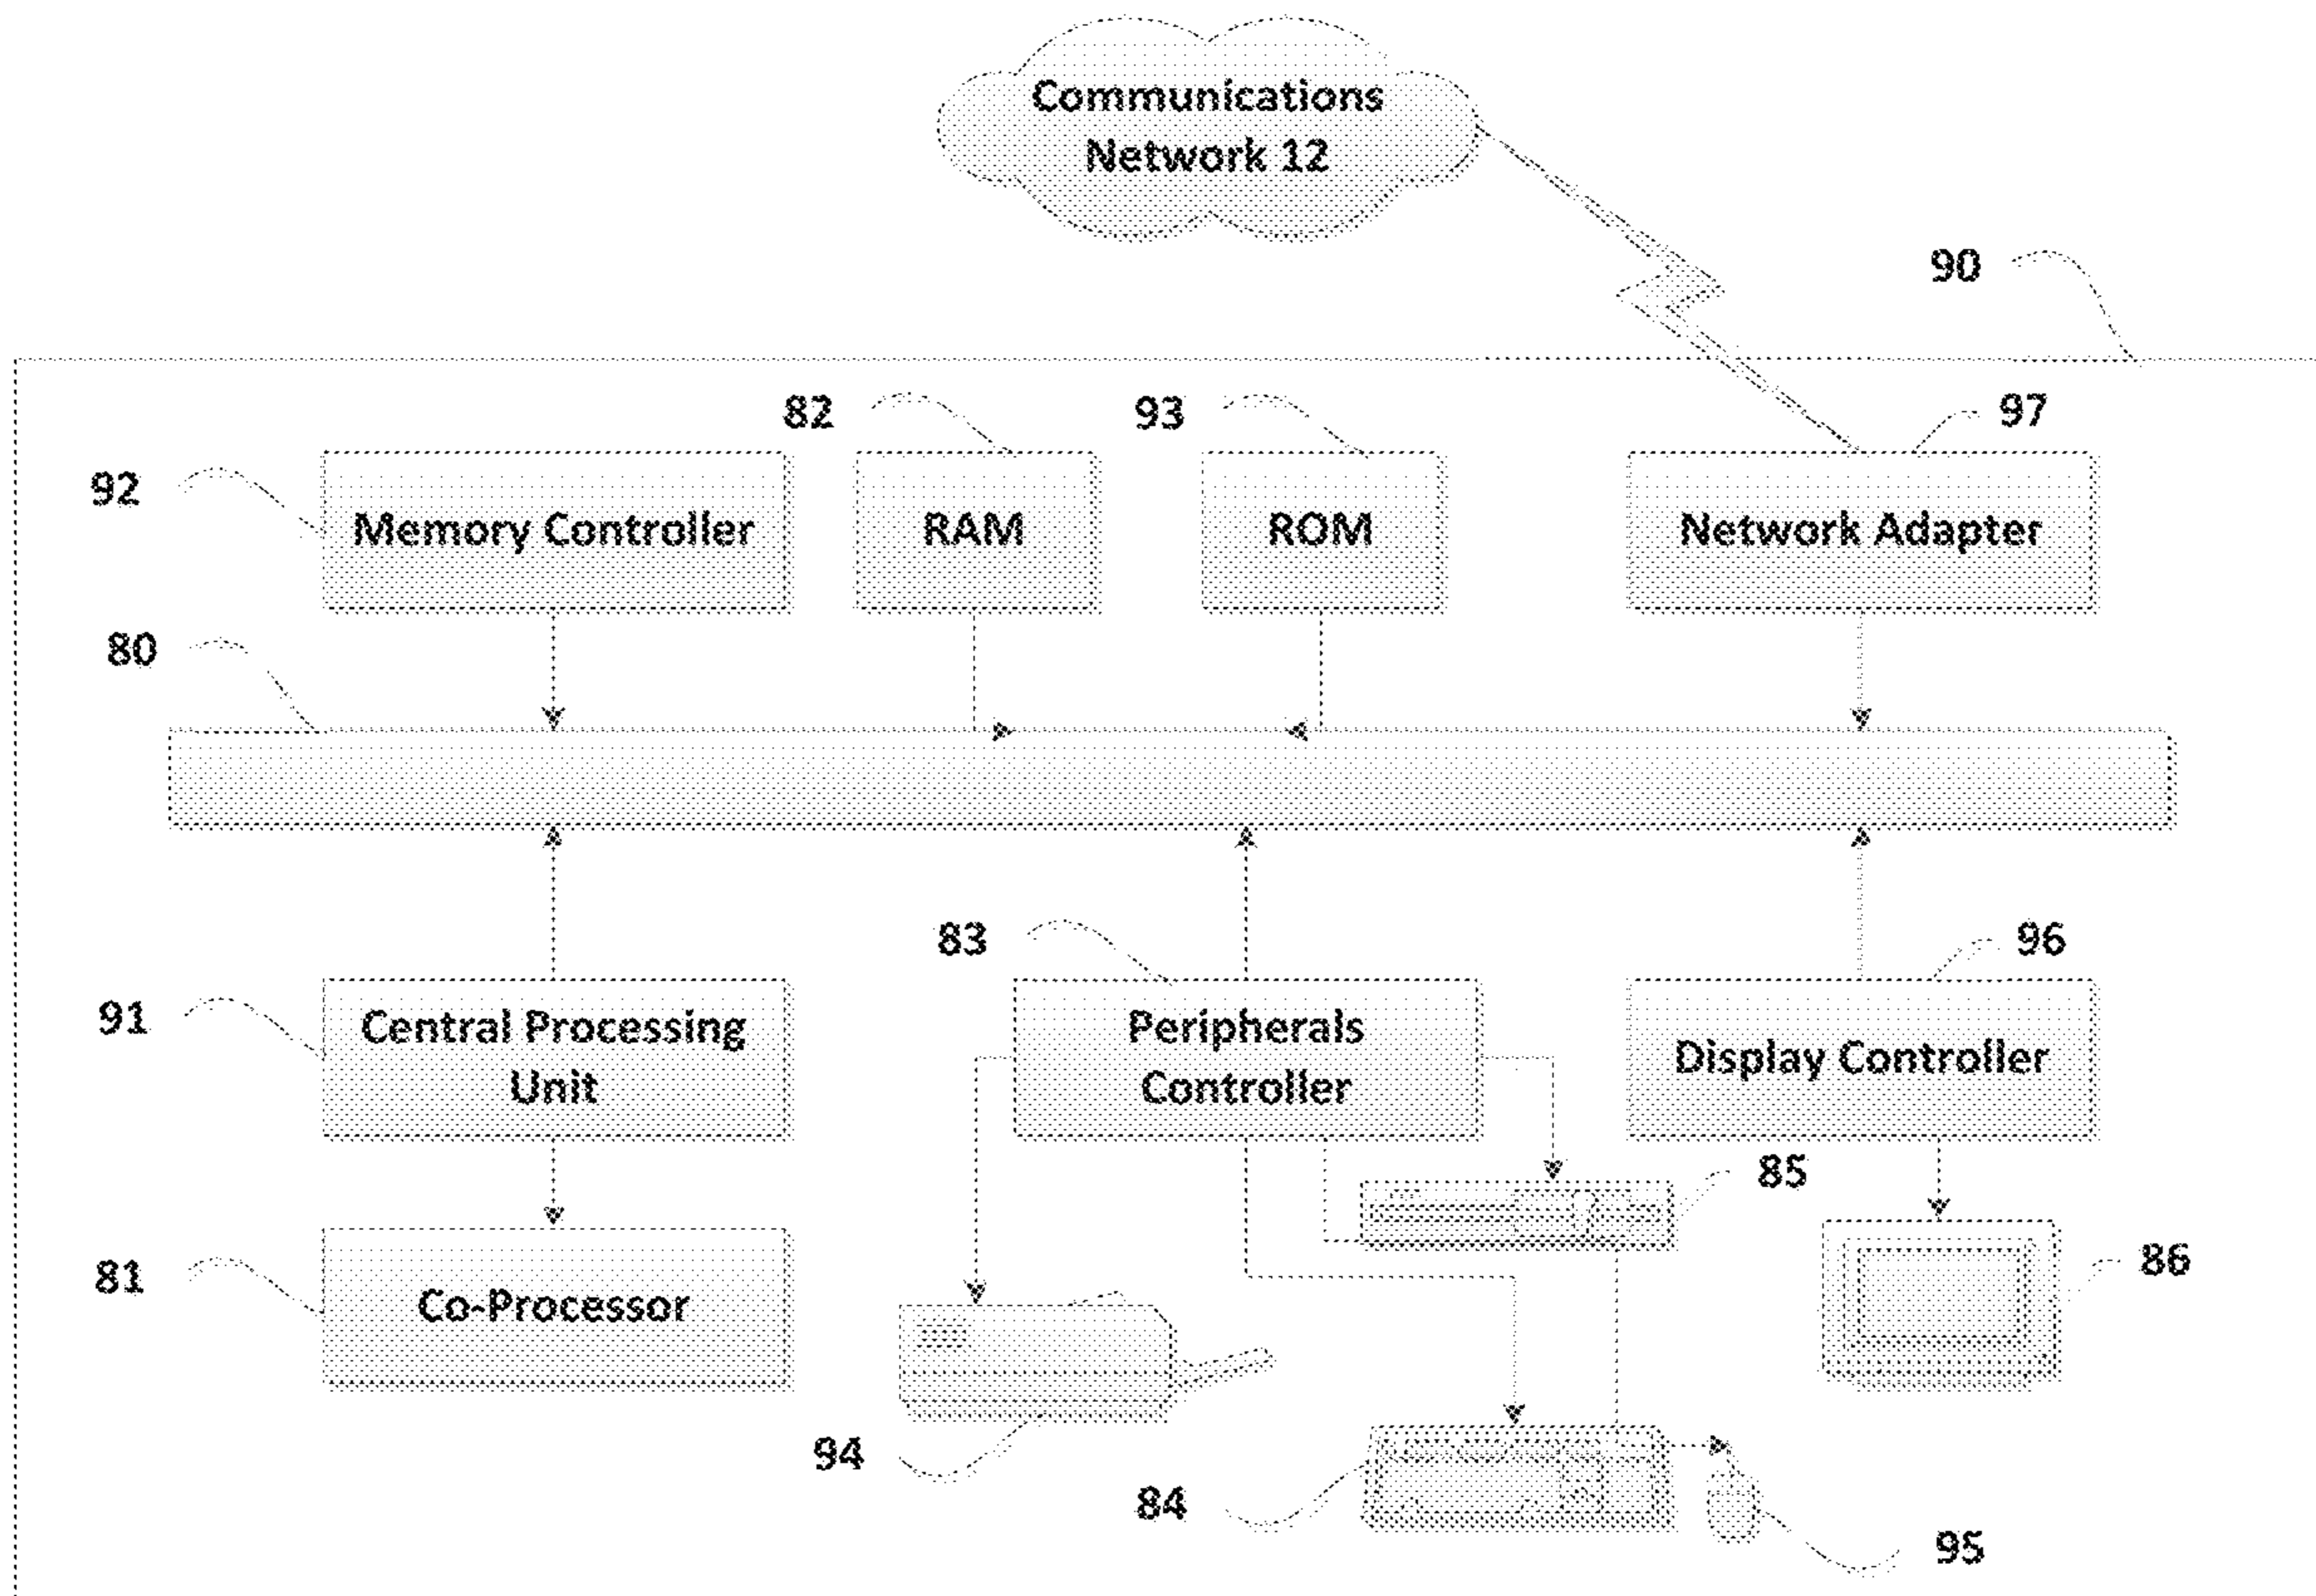 Communications
Network 12
90
82
93
97
92
Memory Controller
RAM
ROM
Network Adapter
80
83
96
91
Central Processing
Unit
Peripherals
Controller
Display Controller
85
81
Co-Processor
86
94
84
95